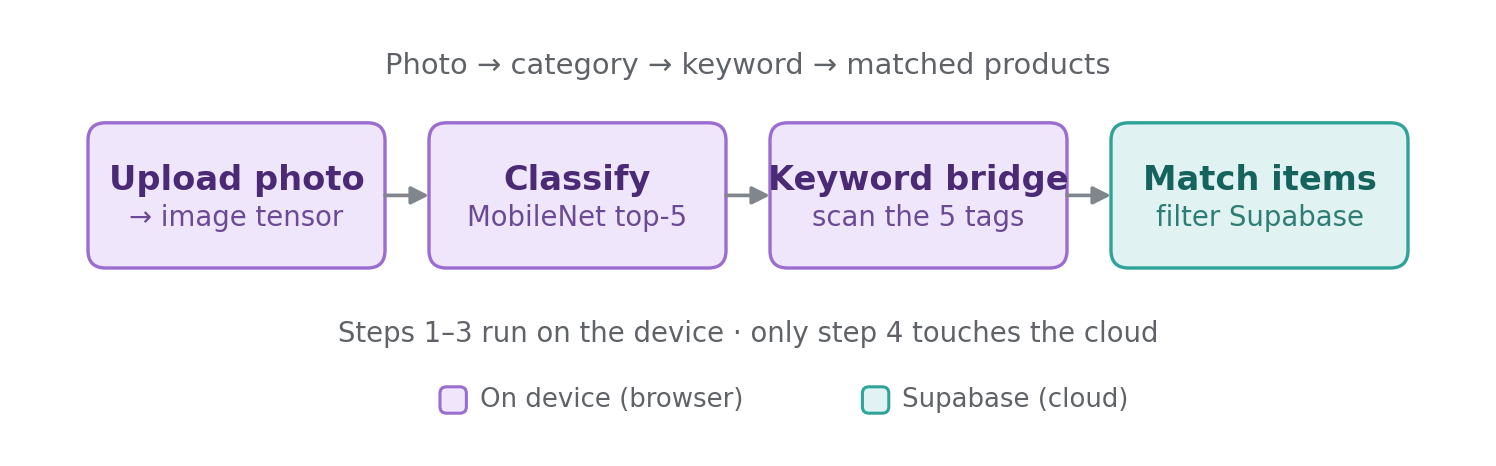 Photo → category → keyword → matched products
Upload photo
→ image tensor
Classify
MobileNet top-5
Keyword bridge
scan the 5 tags
Match items
filter Supabase
Steps 1–3 run on the device · only step 4 touches the cloud
On device (browser)
Supabase (cloud)